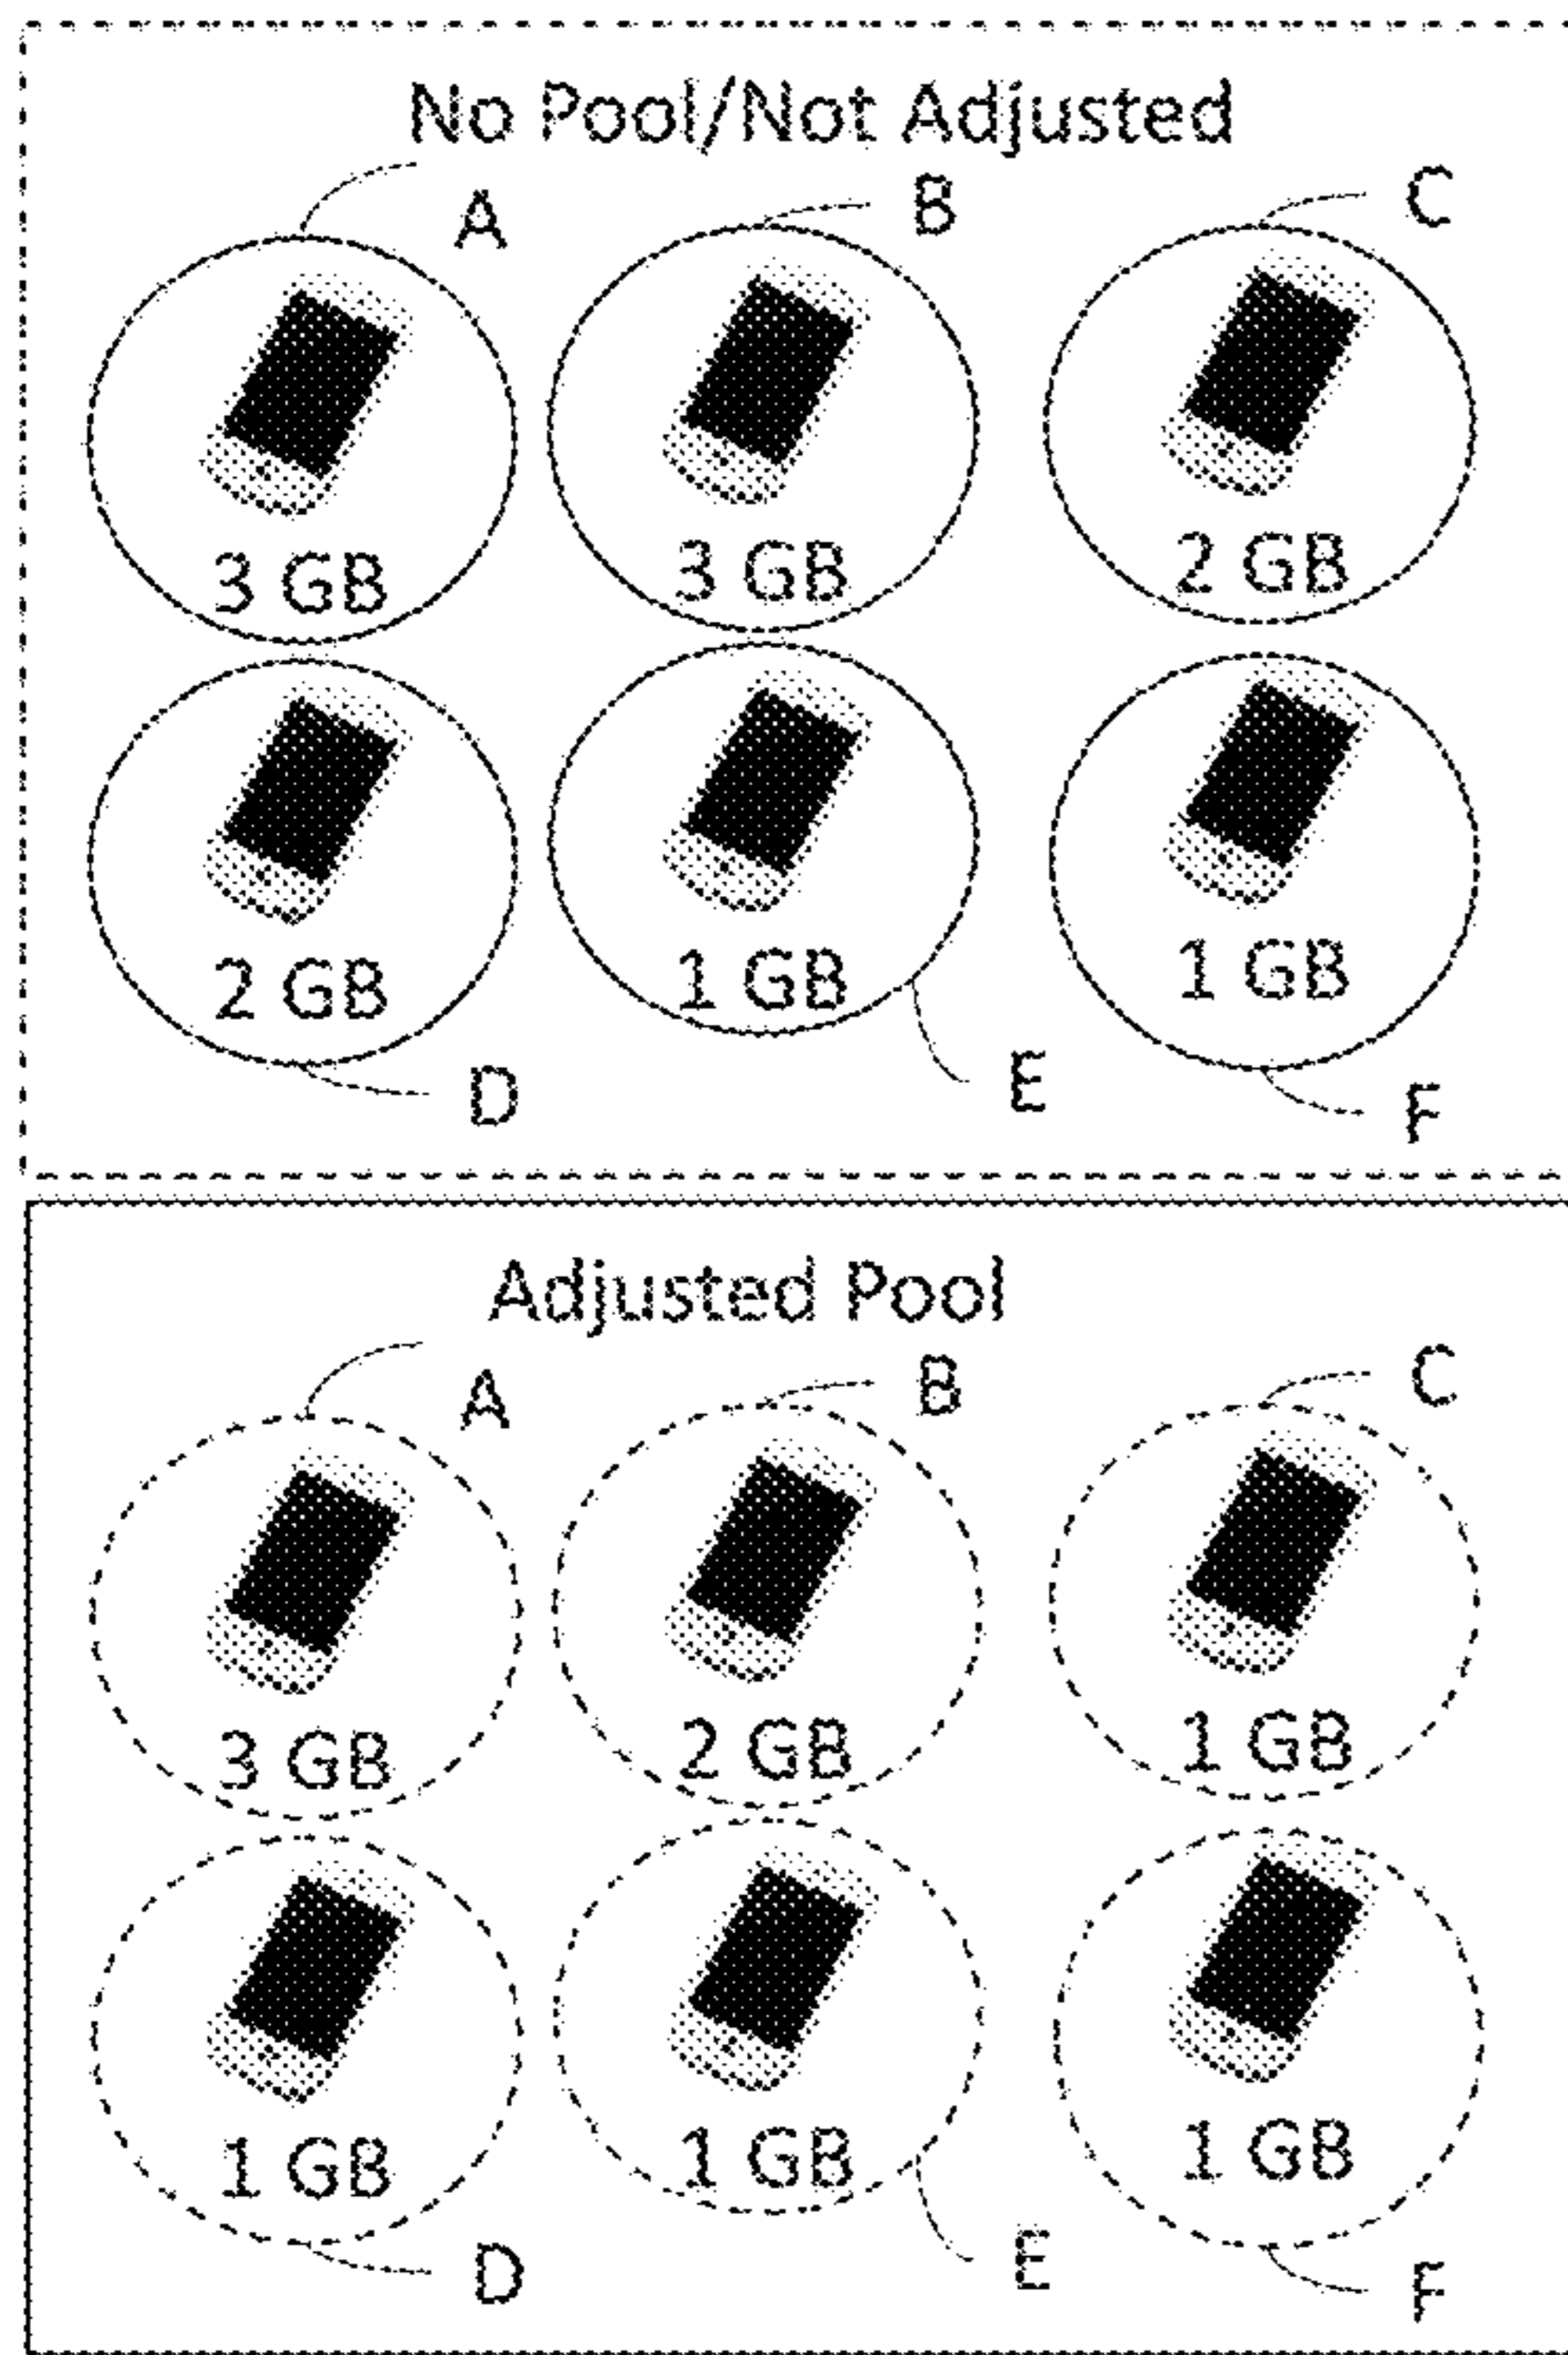 No Pool/Not Adjusted
A B C
3 GB 3 GB 2 GB
2 GB 1 GB 1 GB
D E F
Adjusted Pool
A B C
3 GB 2 GB 1 GB
1 GB 1 GB 1 GB
D E F